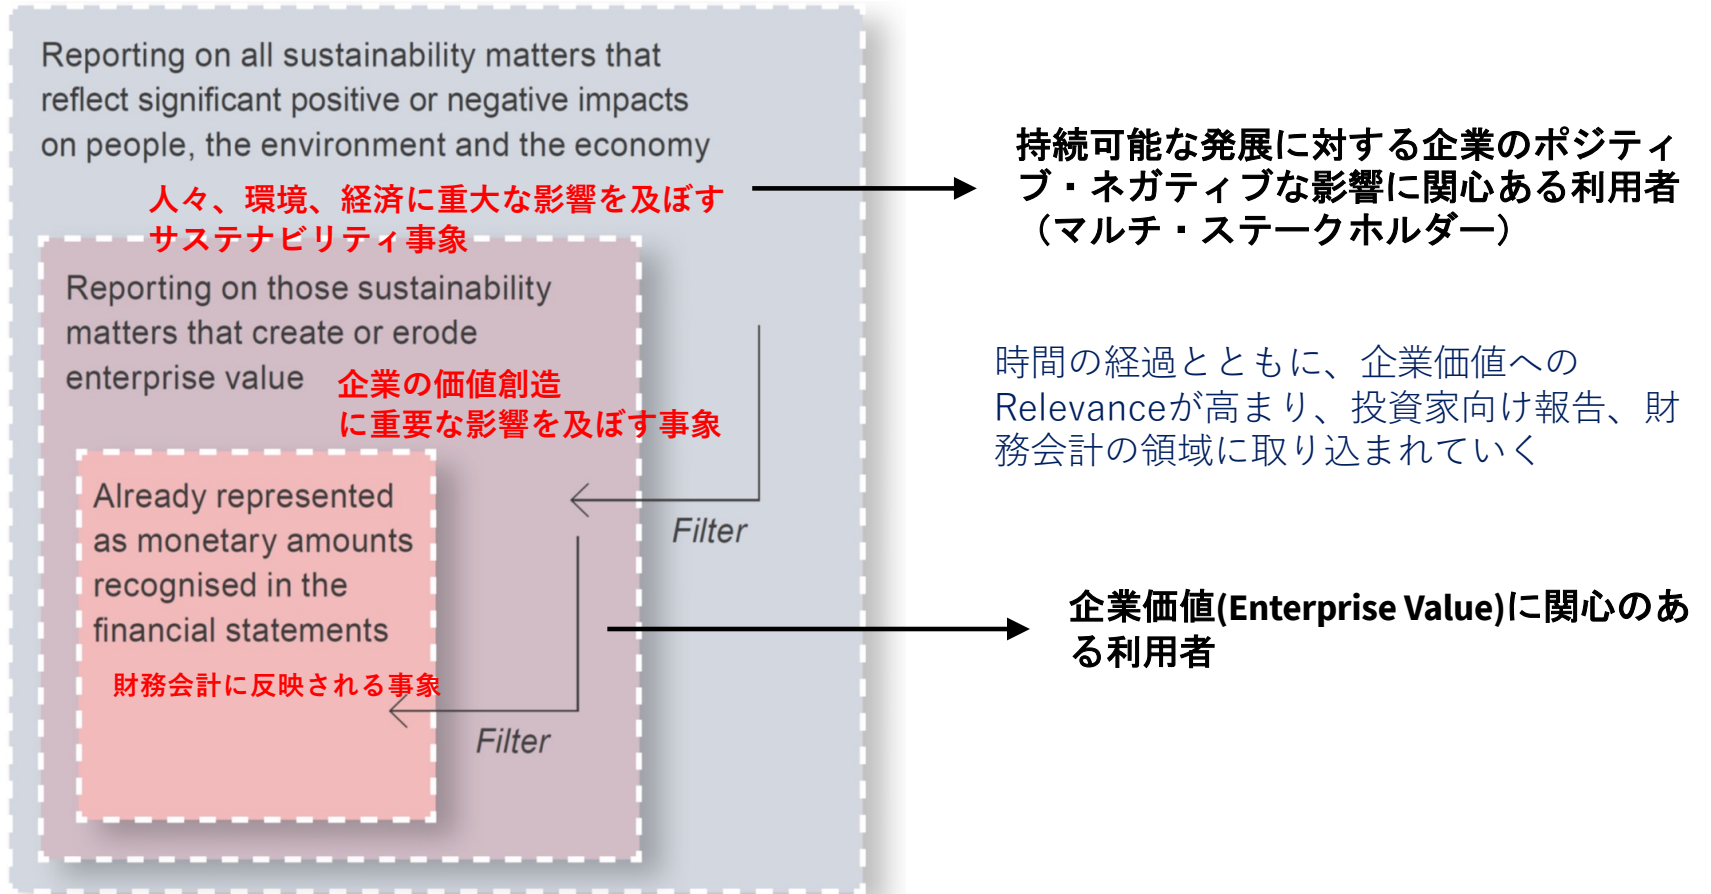 Reporting on all sustainability matters that
reflect significant positive or negative impacts
on people, the environment and the economy
人々、環境、経済に重大な影響を及ぼす
サステナビリティ事象
Reporting on those sustainability
matters that create or erode
enterprise value
企業の価値創造
に重要な影響を及ぼす事象
Already represented
as monetary amounts
recognised in the
financial statements
財務会計に反映される事象
Filter
Filter
持続可能な発展に対する企業のポジティ
ブ・ネガティブな影響に関心ある利用者
（マルチ・ステークホルダー）
時間の経過とともに、企業価値への
Relevanceが高まり、投資家向け報告、財
務会計の領域に取り込まれていく
企業価値(Enterprise Value)に関心のあ
る利用者